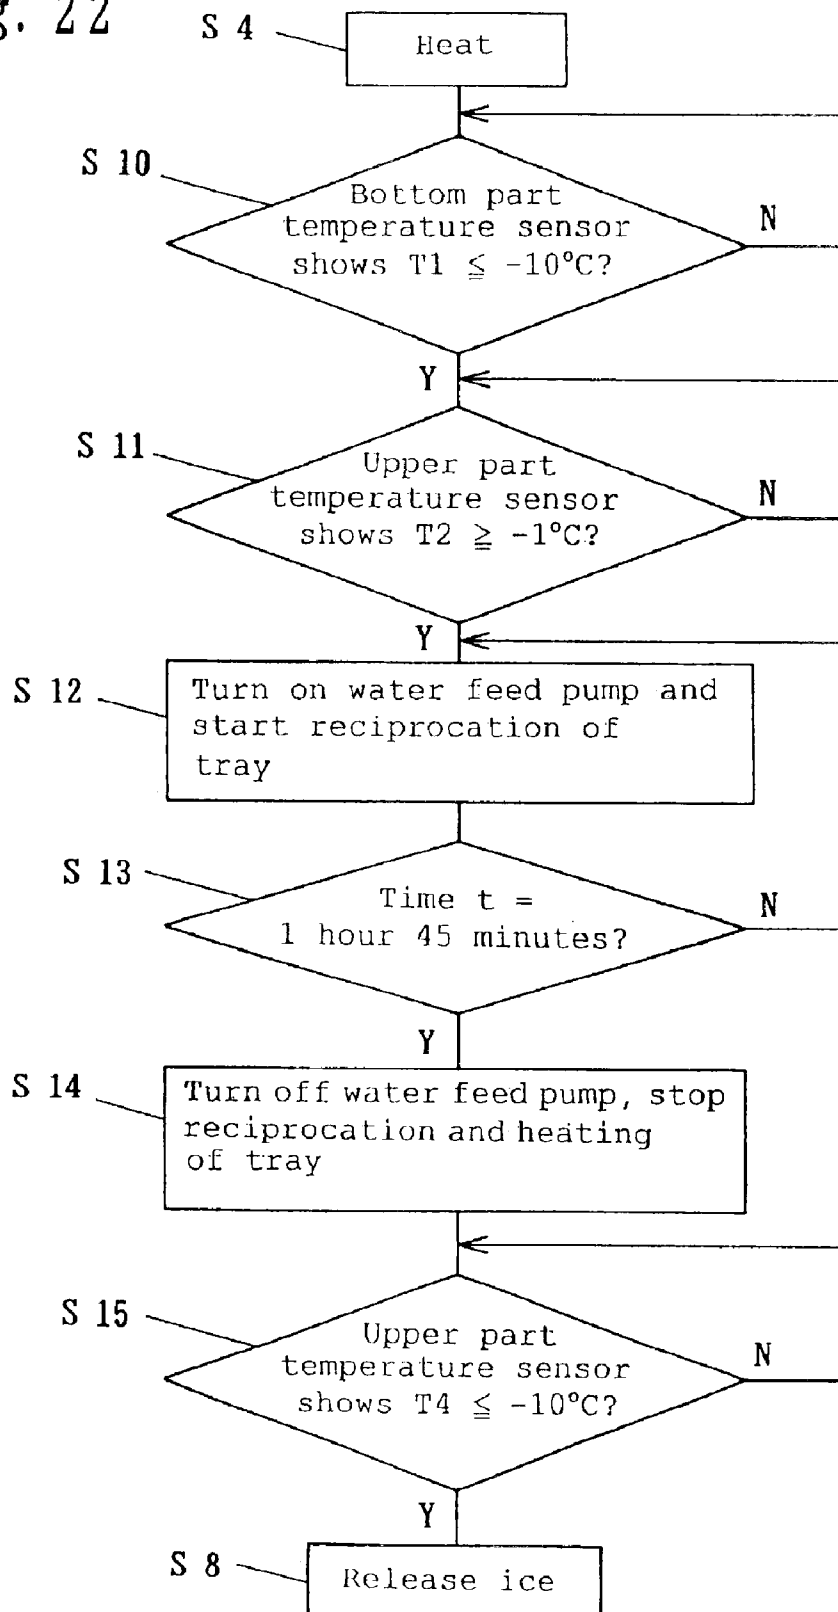 g. 22
S 4
Heat
S 10
Bottom part
temperature sensor
shows T1 ≦ -10°C?
N
Y
S 11
Upper part
temperature sensor
shows T2 ≧ -1°C?
N
Y
S 12
Turn on water feed pump and
start reciprocation of
tray
S 13
Time t =
1 hour 45 minutes?
N
Y
S 14
Turn off water feed pump, stop
reciprocation and heating
of tray
S 15
Upper part
temperature sensor
shows T4 ≦ -10°C?
N
Y
S 8
Release ice